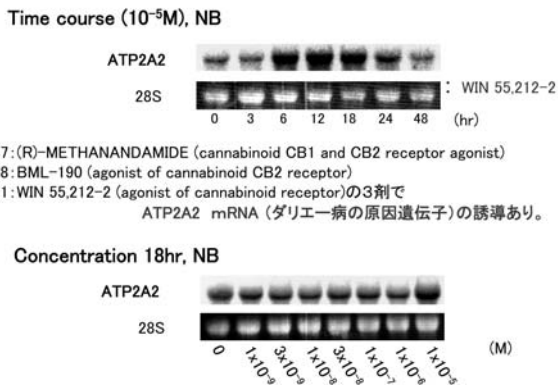 Time course (10⁻⁵M), NB
ATP2A2
28S
: WIN 55,212-2
0 3 6 12 18 24 48 (hr)
7:(R)-METHANANDAMIDE (cannabinoid CB1 and CB2 receptor agonist)
8:BML-190 (agonist of cannabinoid CB2 receptor)
1:WIN 55,212-2 (agonist of cannabinoid receptor)の3剤で
ATP2A2 mRNA (ダリエー病の原因遺伝子)の誘導あり。
Concentration 18hr, NB
ATP2A2
28S
0 1x10⁻⁹ 3x10⁻⁹ 1x10⁻⁸ 3x10⁻⁸ 1x10⁻⁷ 1x10⁻⁶ 1x10⁻⁵ (M)